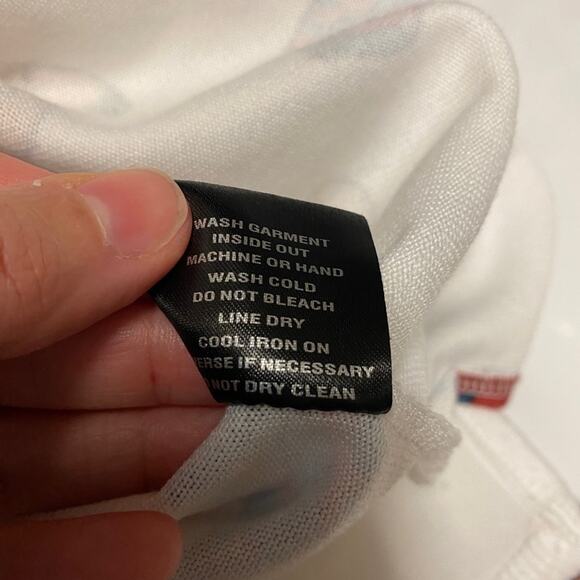 WASH GARMENT
INSIDE OUT
MACHINE OR HAND
WASH COLD
DO NOT BLEACH
LINE DRY
COOL IRON ON
ERSE IF NECESSARY
NOT DRY CLEAN